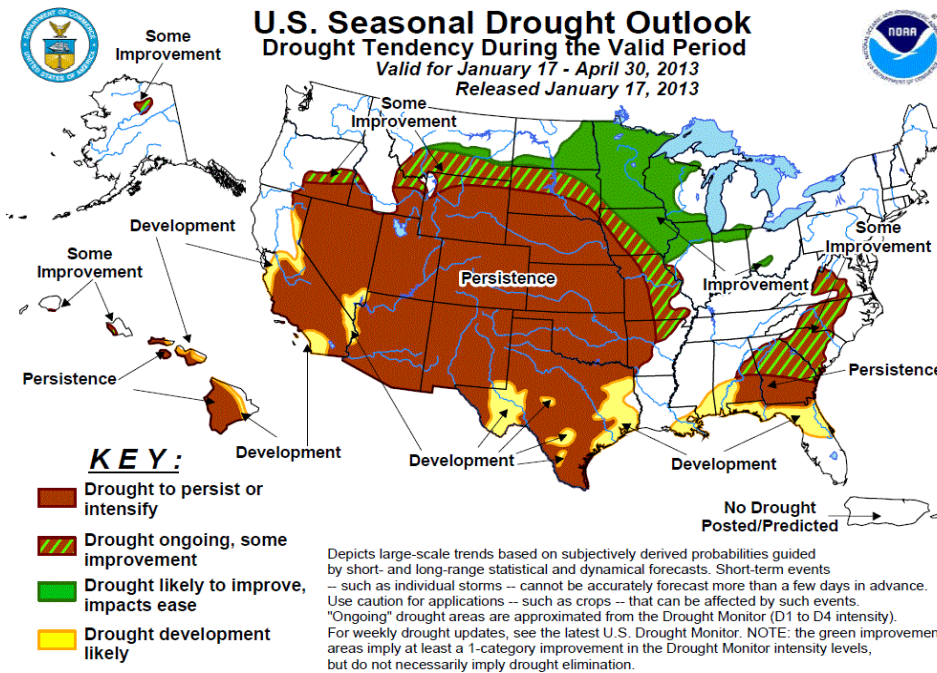 U.S. Seasonal Drought Outlook
Drought Tendency During the Valid Period
Valid for January 17 - April 30, 2013
Released January 17, 2013
DEPARTMENT OF COMMERCE
UNITED STATES OF AMERICA
NOAA
Some
Improvement
Some
Improvement
Development
Some
Improvement
Some
Improvement
Persistence
Improvement
Persistence
Persistence
Development
Development
Development
No Drought
Posted/Predicted
KEY:
Drought to persist or
intensify
Drought ongoing, some
improvement
Drought likely to improve,
impacts ease
Drought development
likely
Depicts large-scale trends based on subjectively derived probabilities guided
by short- and long-range statistical and dynamical forecasts. Short-term events
-- such as individual storms -- cannot be accurately forecast more than a few days in advance.
Use caution for applications -- such as crops -- that can be affected by such events.
"Ongoing" drought areas are approximated from the Drought Monitor (D1 to D4 intensity).
For weekly drought updates, see the latest U.S. Drought Monitor. NOTE: the green improvement
areas imply at least a 1-category improvement in the Drought Monitor intensity levels,
but do not necessarily imply drought elimination.